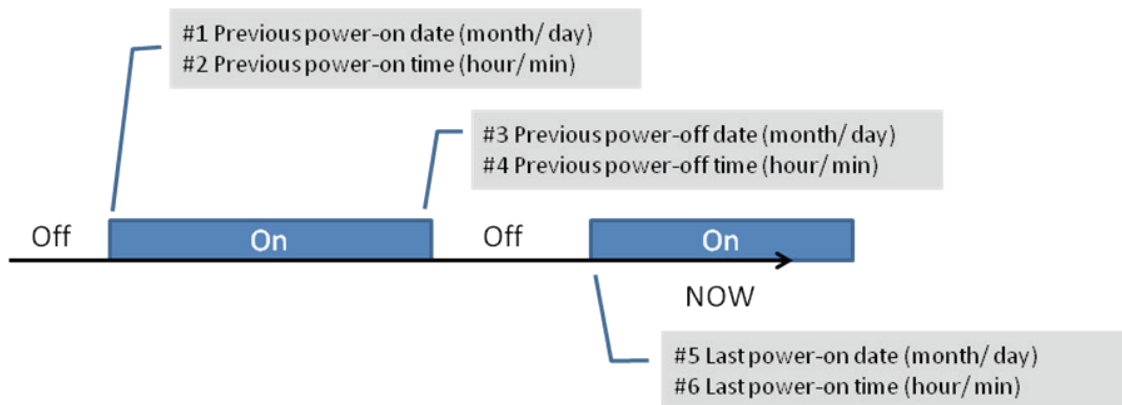 #1 Previous power-on date (month/ day)
#2 Previous power-on time (hour/ min)
#3 Previous power-off date (month/ day)
#4 Previous power-off time (hour/ min)
Off
On
Off
On
NOW
#5 Last power-on date (month/ day)
#6 Last power-on time (hour/ min)